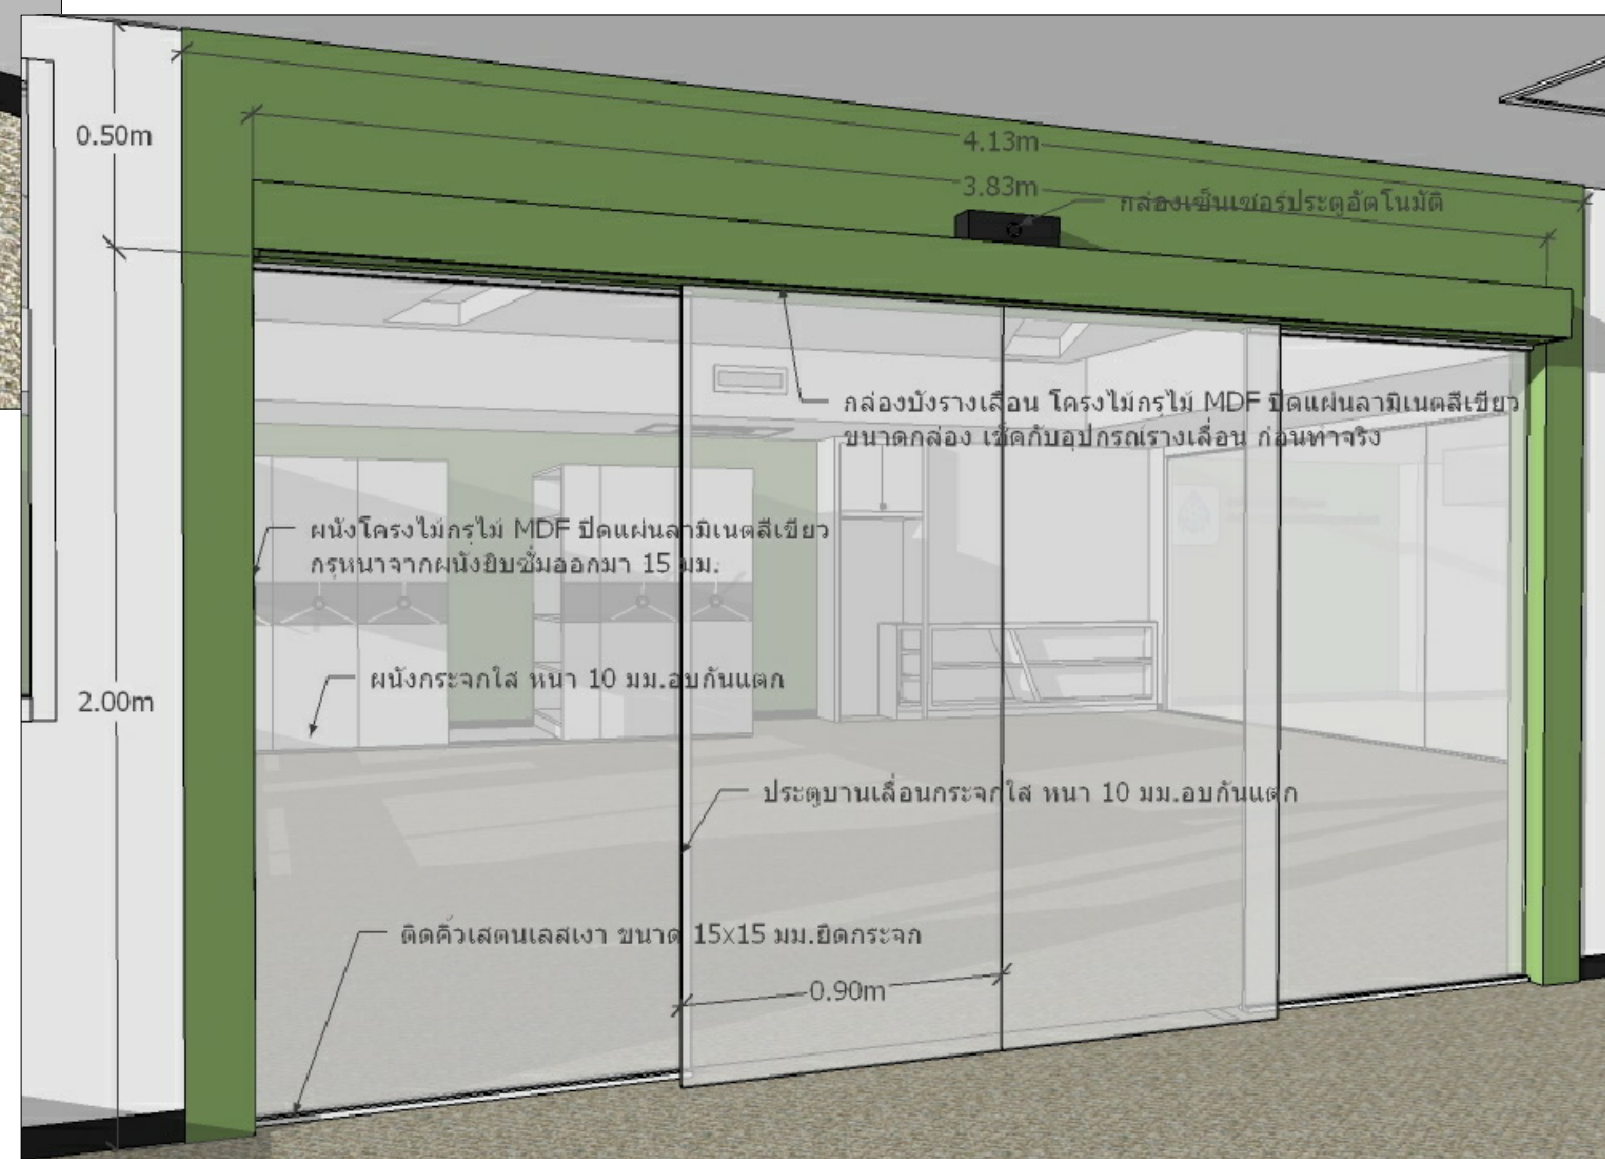 0.50m
4.13m
3.83m
กล่องเซ็นเซอร์ประตูอัตโนมัติ
กล่องบังรางเลื่อน โครงไม้กรุไม้ MDF ปิดแผ่นลามิเนตสีเขียว
ขนาดกล่อง เช็คกับอุปกรณ์รางเลื่อน ก่อนทำจริง
ผนังโครงไม้กรุไม้ MDF ปิดแผ่นลามิเนตสีเขียว
กรุหนาจากผนังยิบซั่มออกมา 15 มม.
ผนังกระจกใส หนา 10 มม.อบกันแตก
2.00m
ประตูบานเลื่อนกระจกใส หนา 10 มม.อบกันแตก
ติดคิ้วเสตนเลสเงา ขนาด 15x15 มม.ยึดกระจก
0.90m